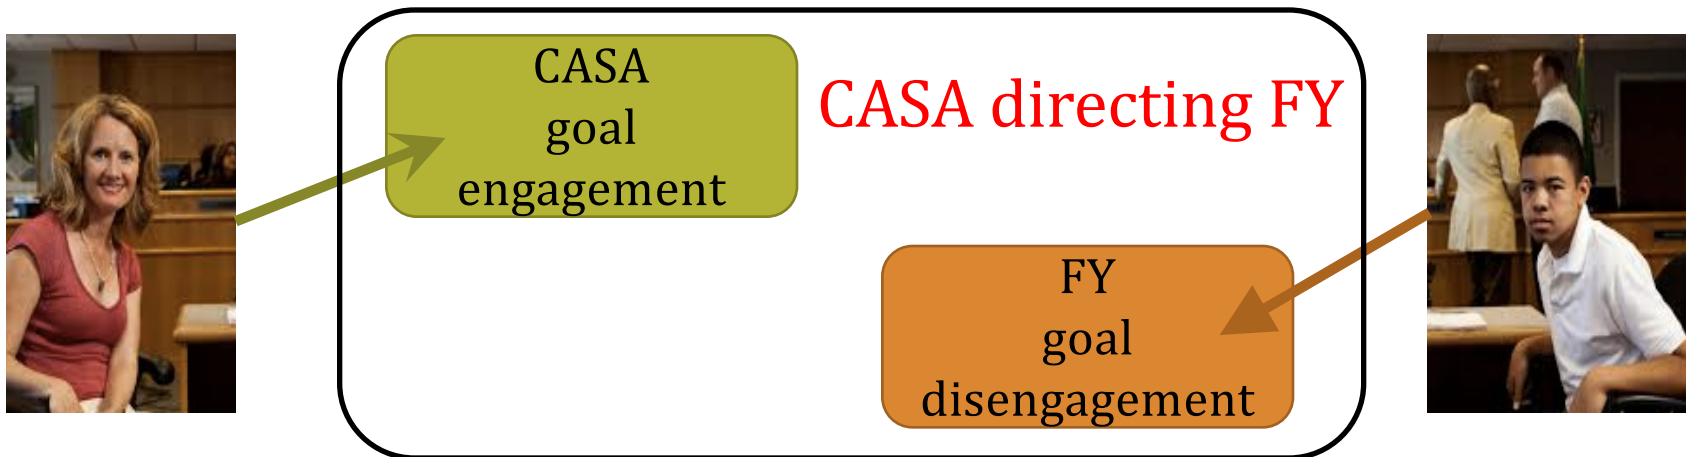 CASA
goal
engagement
CASA directing FY
FY
goal
disengagement